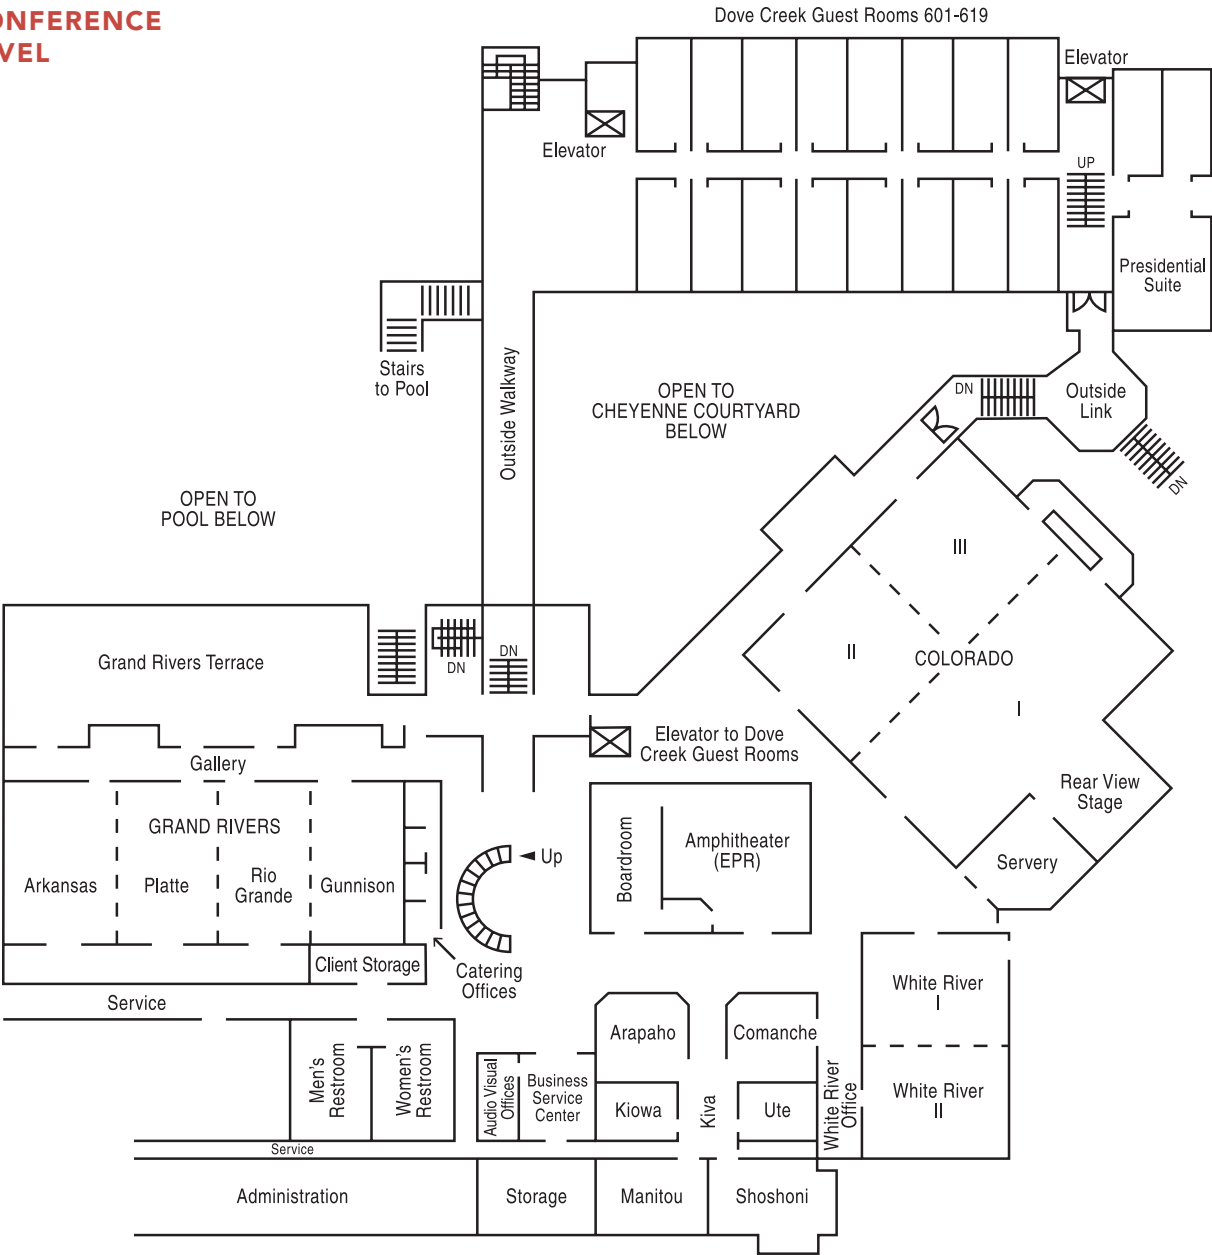 ONFERENCE
VEL
Dove Creek Guest Rooms 601-619
Elevator
Elevator
UP
Presidential
Suite
Stairs
to Pool
Outside Walkway
OPEN TO
CHEYENNE COURTYARD
BELOW
DN
Outside
Link
DN
OPEN TO
POOL BELOW
III
II
COLORADO
I
Grand Rivers Terrace
DN
DN
Elevator to Dove
Creek Guest Rooms
Gallery
Rear View
Stage
GRAND RIVERS
Arkansas
Platte
Rio
Grande
Gunnison
Up
Boardroom
Amphitheater
(EPR)
Servery
Client Storage
Catering
Offices
Service
White River
I
Arapaho
Comanche
Men's
Restroom
Women's
Restroom
Audio Visual
Offices
Business
Service
Center
Kiowa
Kiva
Ute
White River
Office
White River
II
Service
Administration
Storage
Manitou
Shoshoni